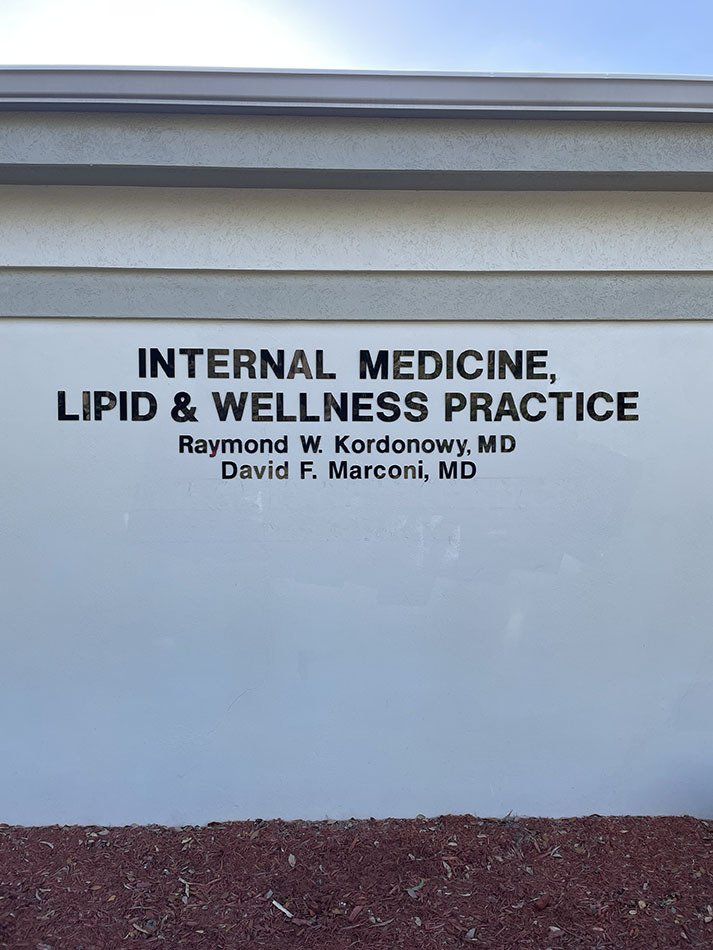 INTERNAL MEDICINE,
LIPID & WELLNESS PRACTICE
Raymond W. Kordonowy, MD
David F. Marconi, MD